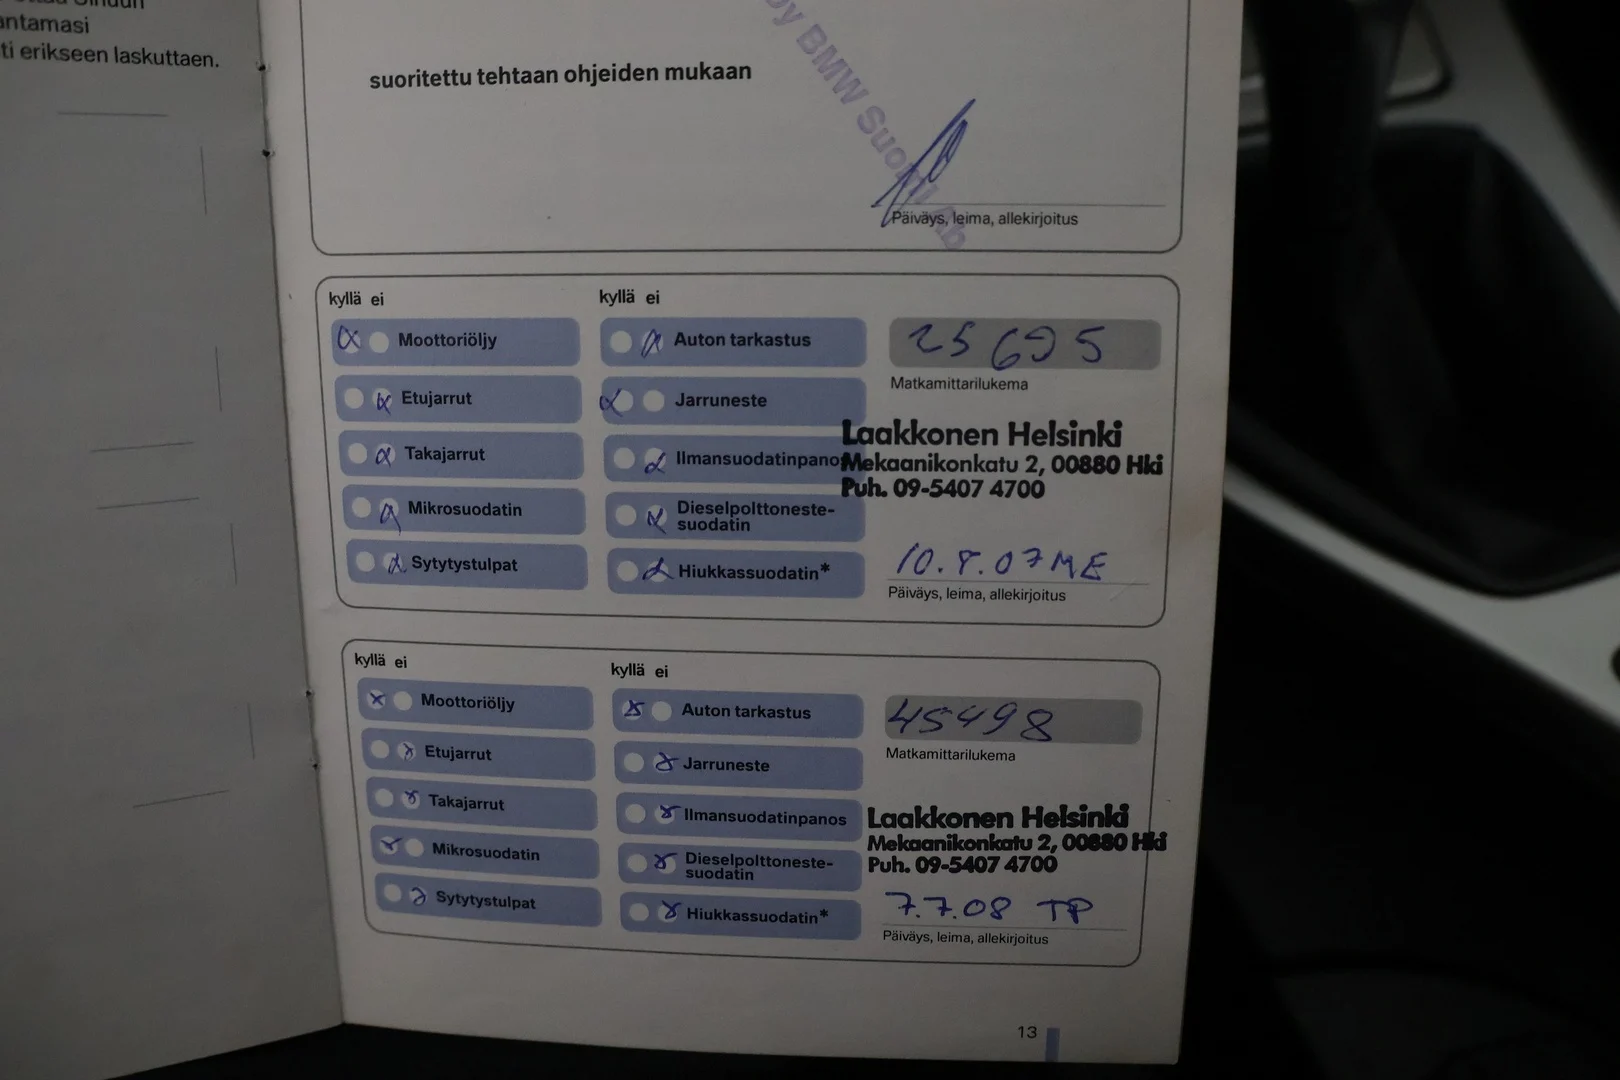 antamasi
ti erikseen laskuttaen.
suoritettu tehtaan ohjeiden mukaan
oy BMW Suomi Ab
Päiväys, leima, allekirjoitus
kyllä ei
kyllä ei
Moottoriöljy
Auton tarkastus
25695
Etujarrut
Jarruneste
Matkamittarilukema
Takajarrut
Ilmansuodatinpanos
Laakkonen Helsinki
Mekaanikonkatu 2, 00880 Hki
Puh. 09-5407 4700
Mikrosuodatin
Dieselpolttoneste-
suodatin
Sytytystulpat
Hiukkassuodatin*
10.8.07 ME
Päiväys, leima, allekirjoitus
kyllä ei
kyllä ei
Moottoriöljy
Auton tarkastus
45498
Etujarrut
Jarruneste
Matkamittarilukema
Takajarrut
Ilmansuodatinpanos
Laakkonen Helsinki
Mekaanikonkatu 2, 00880 Hki
Puh. 09-5407 4700
Mikrosuodatin
Dieselpolttoneste-
suodatin
Sytytystulpat
Hiukkassuodatin*
7.7.08 TP
Päiväys, leima, allekirjoitus
13